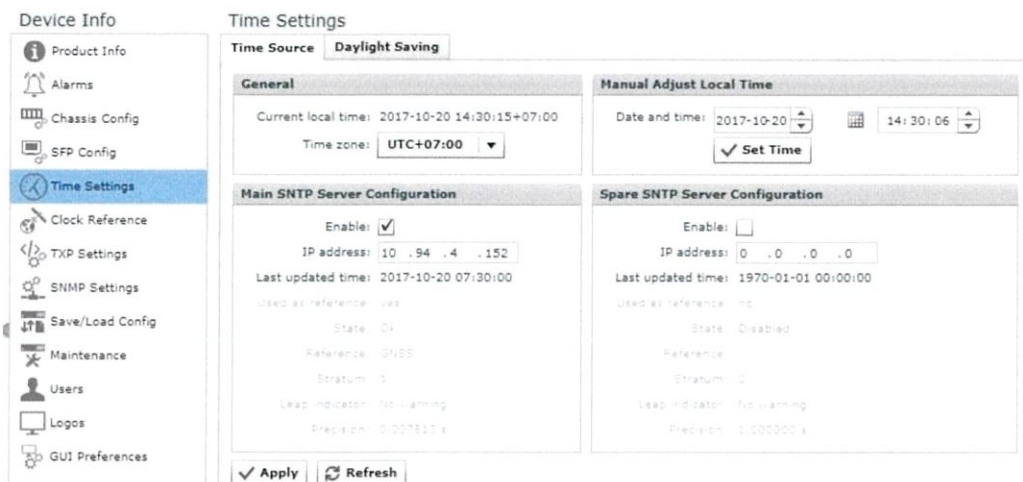 Device Info
Product Info
Alarms
Chassis Config
SFP Config
Time Settings
Clock Reference
TXP Settings
SNMP Settings
Save/Load Config
Maintenance
Users
Logos
GUI Preferences
Time Settings
Time Source Daylight Saving
General
Current local time: 2017-10-20 14:30:15+07:00
Time zone: UTC+07:00
Manual Adjust Local Time
Date and time: 2017-10-20 14:30:06
Set Time
Main SNTP Server Configuration
Enable:
IP address: 10 .94 .4 .152
Last updated time: 2017-10-20 07:30:00
Used as reference: yes
State: Ok
Reference: GNSS
Stratum: 1
Leap indicator: No warning
Precision: 0.007813 s
Spare SNTP Server Configuration
Enable:
IP address: 0 .0 .0 .0
Last updated time: 1970-01-01 00:00:00
Used as reference: no
State: Disabled
Reference:
Stratum: 0
Leap indicator: No warning
Precision: 1.000000 s
Apply Refresh